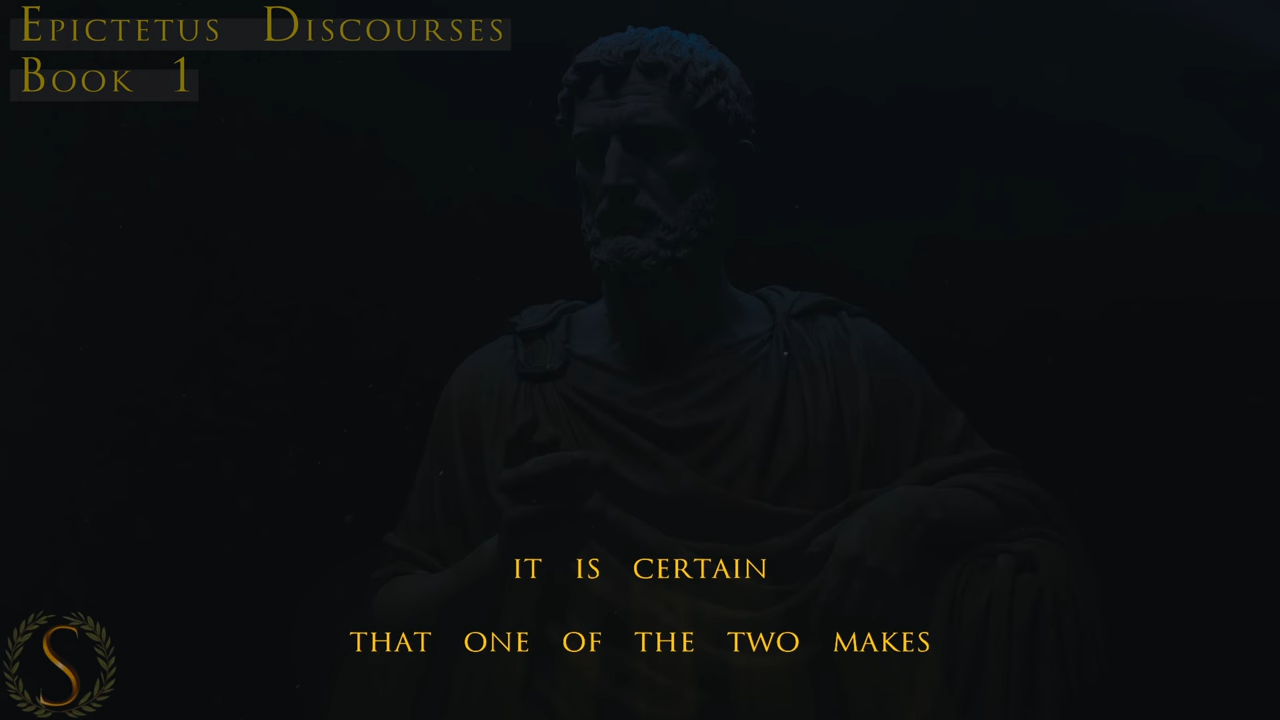 Epictetus Discourses
Book 1
IT IS CERTAIN
THAT ONE OF THE TWO MAKES
S